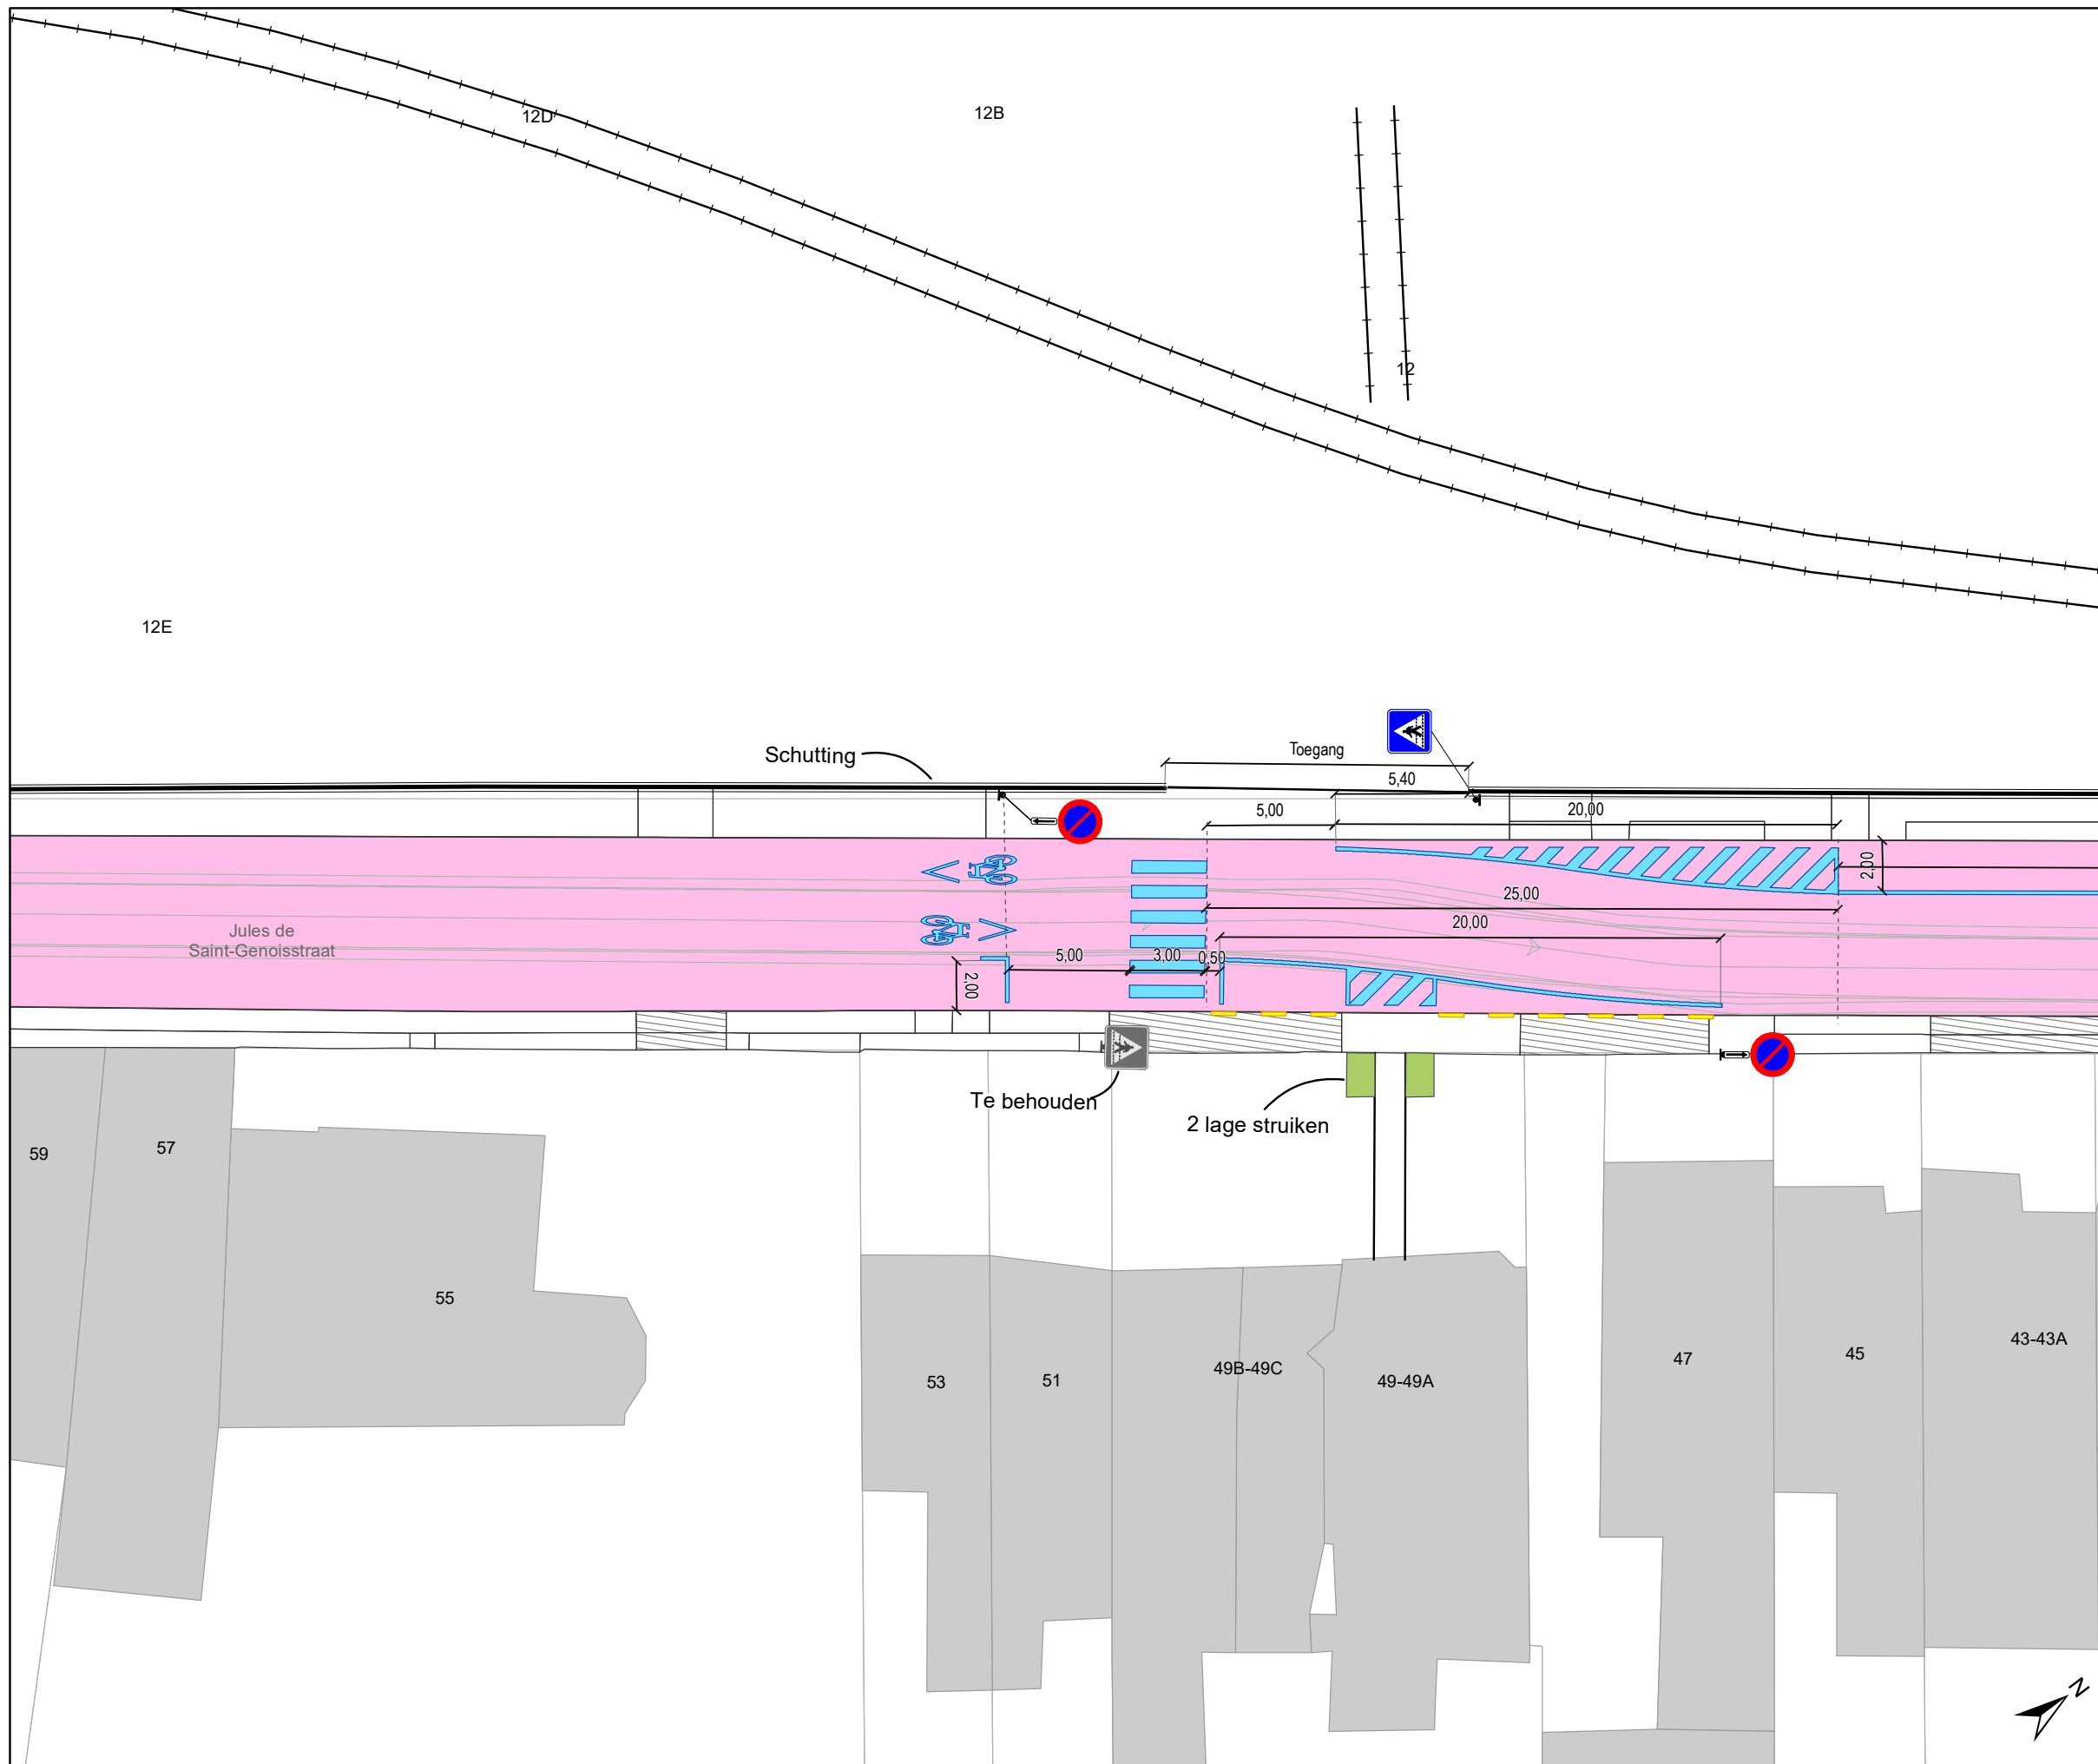 12D
12B
12
12E
Schutting
Toegang
5,40
5,00
20,00
2,00
25,00
20,00
Jules de
Saint-Genoisstraat
5,00
3,00
0,50
2,00
Te behouden
2 lage struiken
59
57
55
53
51
49B-49C
49-49A
47
45
43-43A
N